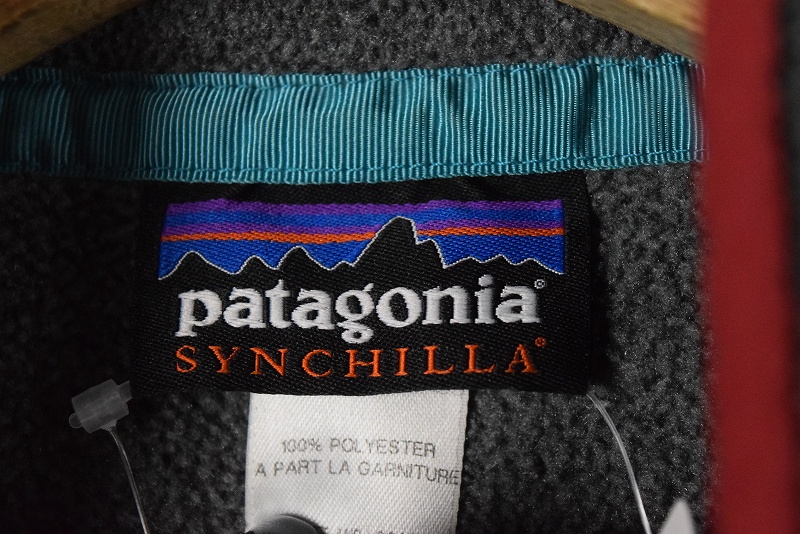 patagonia®
SYNCHILLA®
100% POLYESTER
A PART LA GARNITURE